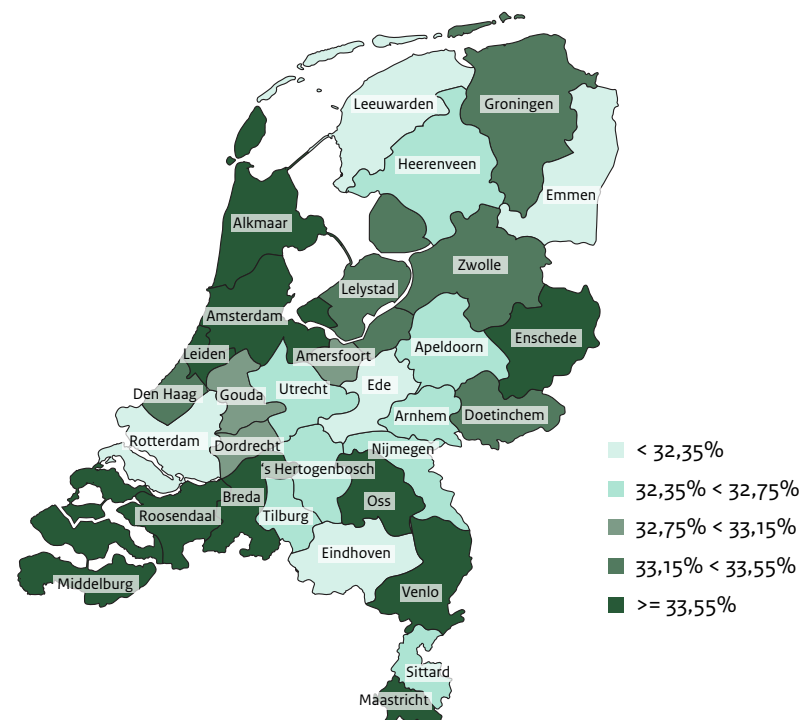 Leeuwarden
Groningen
Heerenveen
Emmen
Alkmaar
Zwolle
Lelystad
Amsterdam
Enschede
Leiden
Amersfoort
Apeldoorn
Den Haag
Gouda
Utrecht
Ede
Arnhem
Doetinchem
Rotterdam
Dordrecht
Nijmegen
's Hertogenbosch
Breda
Oss
Roosendaal
Tilburg
Eindhoven
Middelburg
Venlo
Sittard
Maastricht
< 32,35%
32,35% < 32,75%
32,75% < 33,15%
33,15% < 33,55%
>= 33,55%